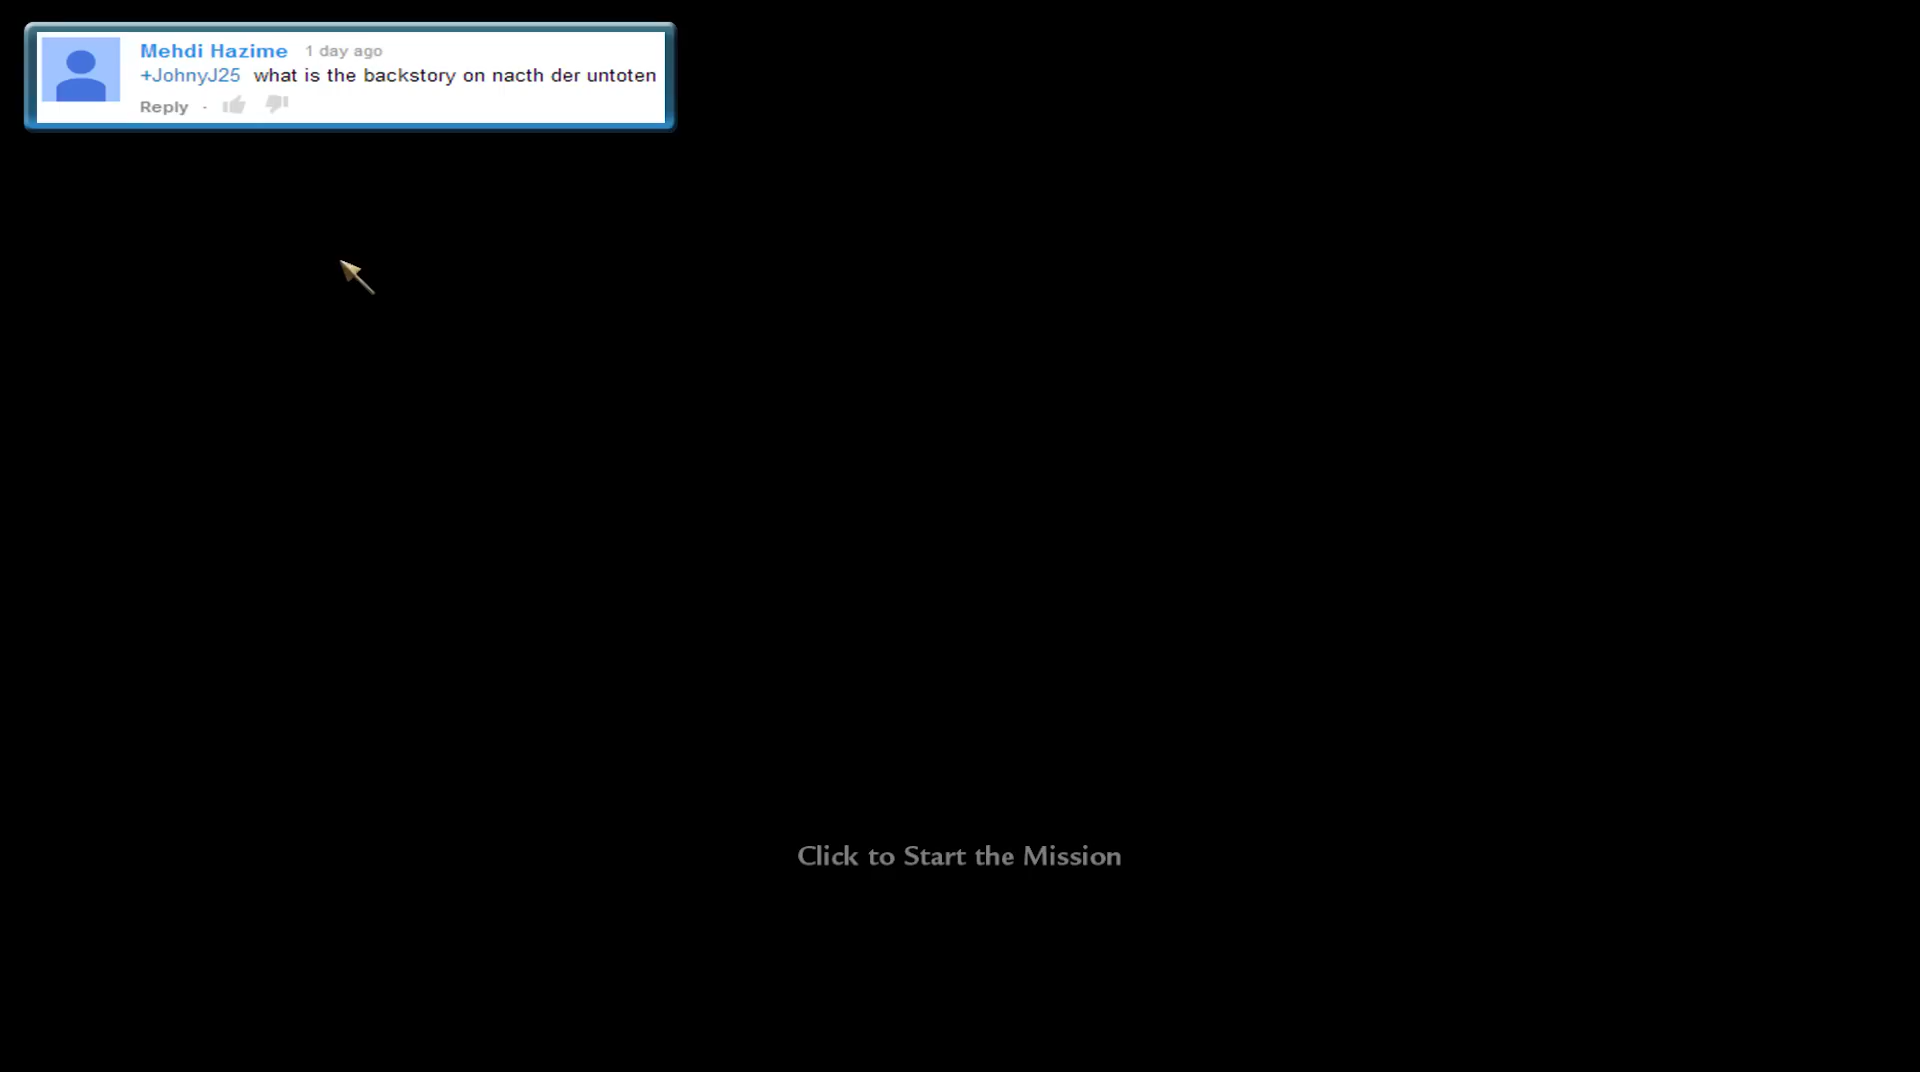 Mehdi Hazime 1 day ago
+JohnyJ25 what is the backstory on nacth der untoten
Reply ·
Click to Start the Mission